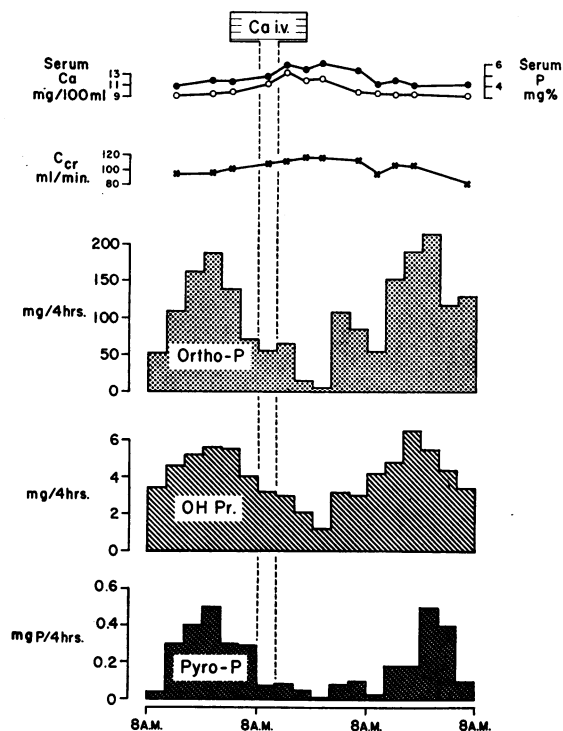 Ca i.v.
Serum
Ca
mg/100ml
13
11
9
6
4
Serum
P
mg%
Ccr
ml/min.
120
100
80
mg/4hrs.
200
150
100
50
0
Ortho-P
mg/4hrs.
6
4
2
0
OH Pr.
mgP/4hrs.
0.6
0.4
0.2
0
Pyro-P
8A.M. 8A.M. 8A.M. 8A.M.